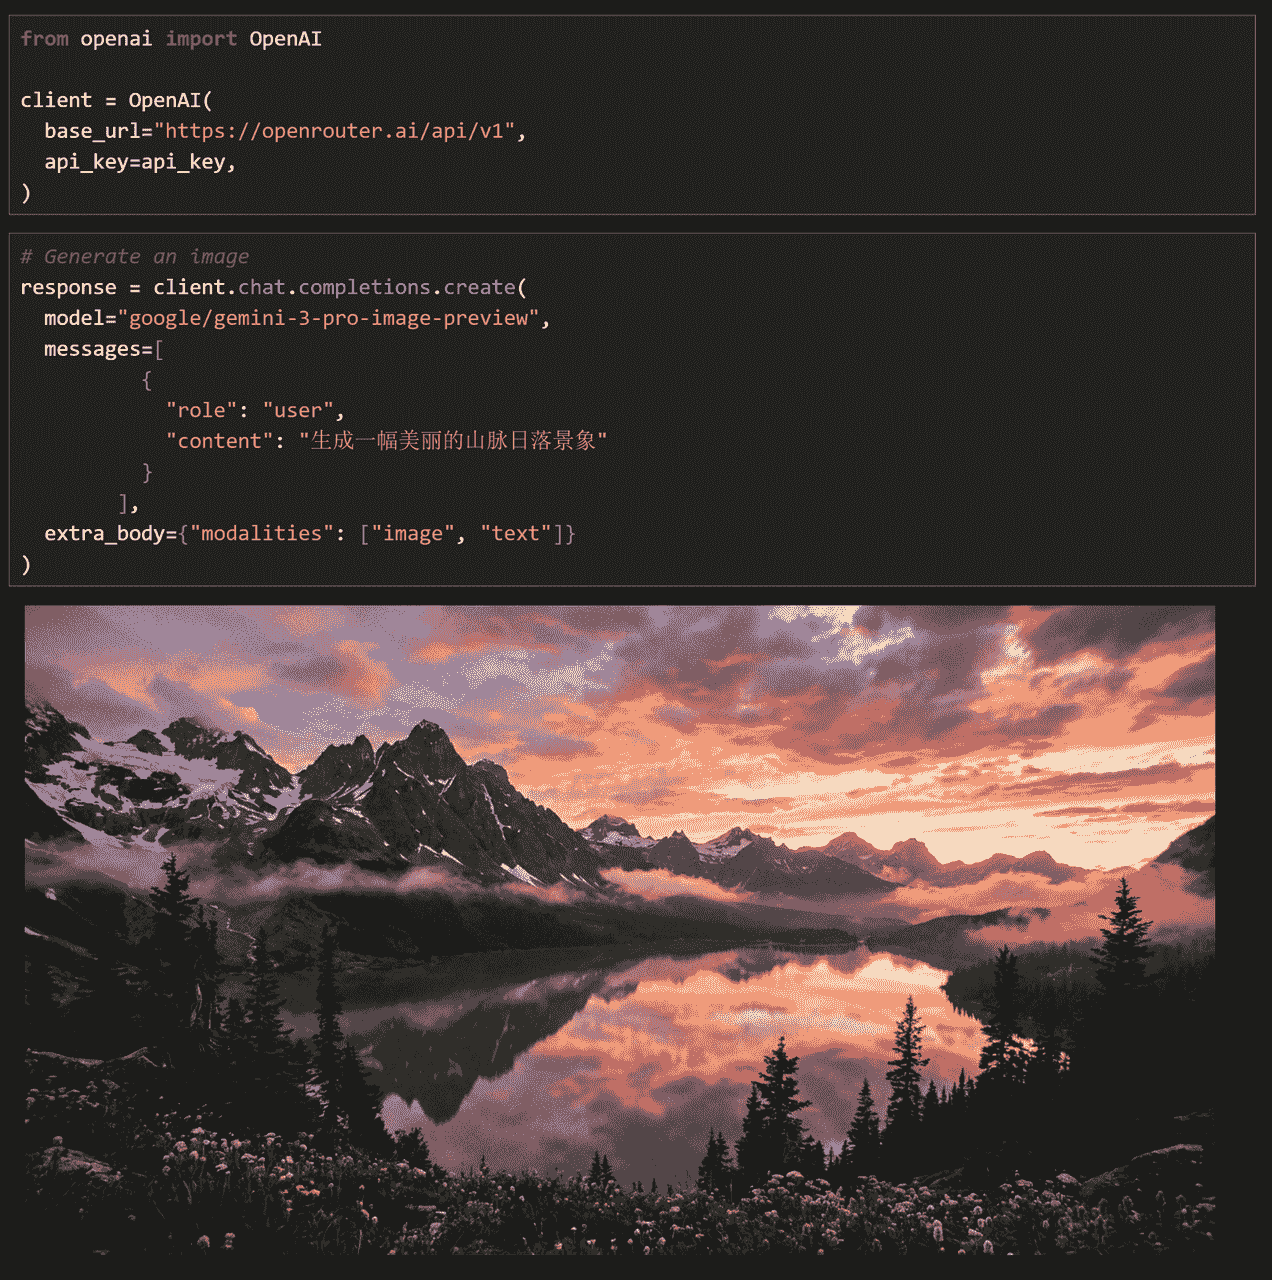 from openai import OpenAI
client = OpenAI(
  base_url="https://openrouter.ai/api/v1",
  api_key=api_key,
)
# Generate an image
response = client.chat.completions.create(
  model="google/gemini-3-pro-image-preview",
  messages=[
          {
            "role": "user",
            "content": "生成一幅美丽的山脉日落景象"
          }
        ],
  extra_body={"modalities": ["image", "text"]}
)